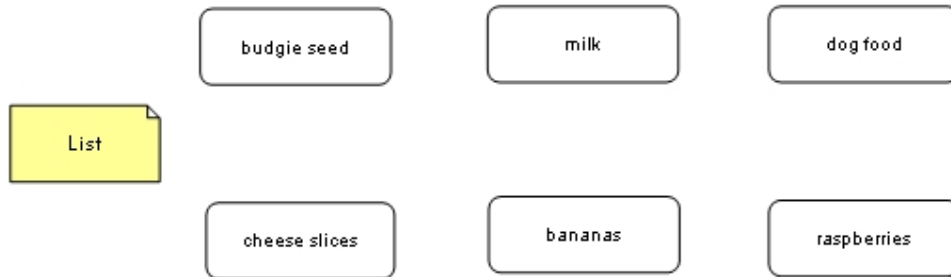 budgie seed
milk
dog food
List
cheese slices
bananas
raspberries